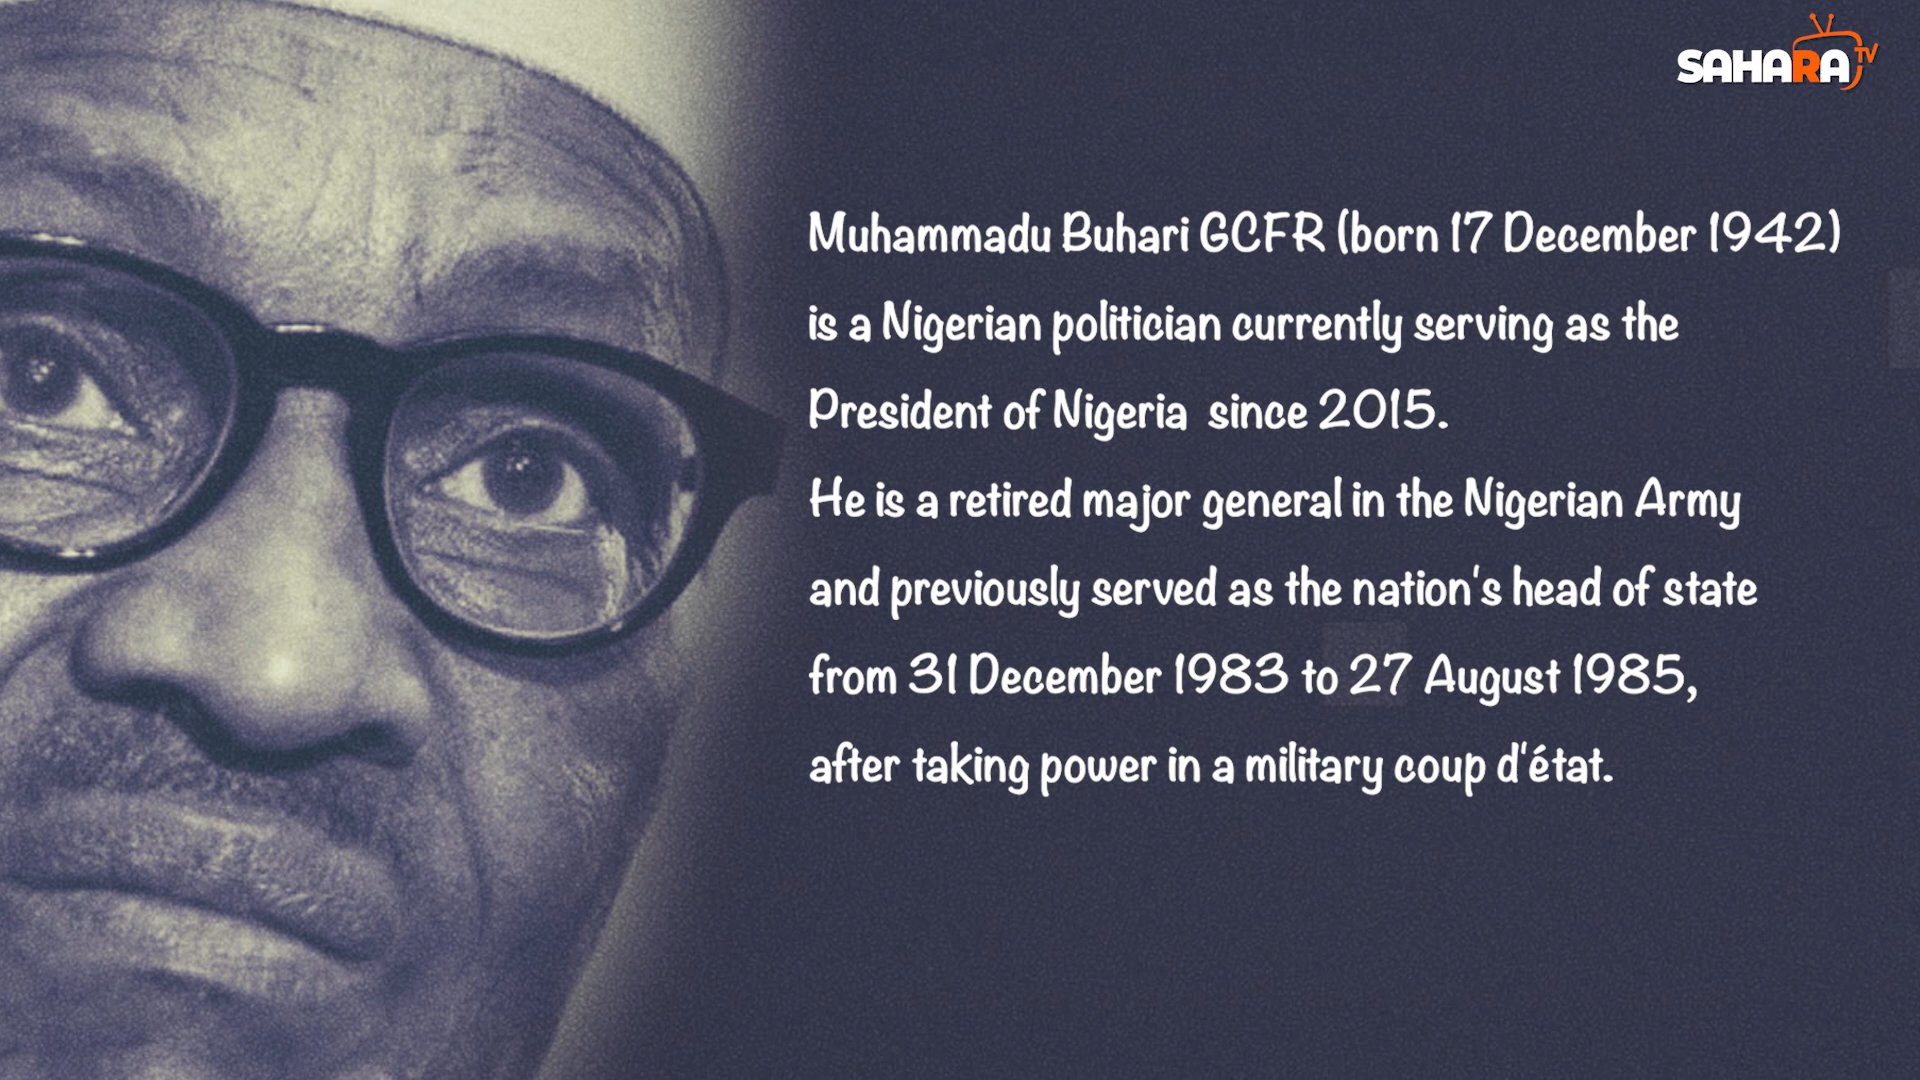 SAHARA TV
Muhammadu Buhari GCFR (born 17 December 1942)
is a Nigerian politician currently serving as the
President of Nigeria  since 2015.
He is a retired major general in the Nigerian Army
and previously served as the nation's head of state
from 31 December 1983 to 27 August 1985,
after taking power in a military coup d'état.